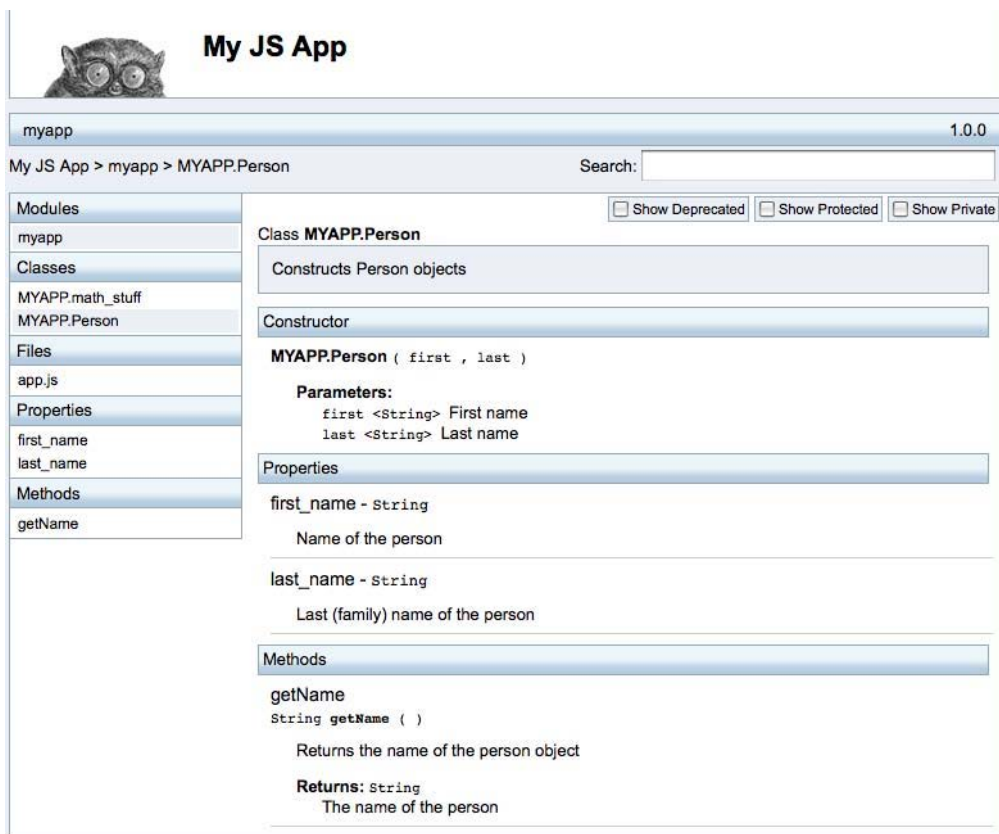 My JS App
myapp 1.0.0
My JS App > myapp > MYAPP.Person Search:
Modules
myapp
Classes
MYAPP.math_stuff
MYAPP.Person
Files
app.js
Properties
first_name
last_name
Methods
getName
Show Deprecated Show Protected Show Private
Class MYAPP.Person
Constructs Person objects
Constructor
MYAPP.Person ( first , last )
Parameters:
first <String> First name
last <String> Last name
Properties
first_name - String
Name of the person
last_name - String
Last (family) name of the person
Methods
getName
String getName ( )
Returns the name of the person object
Returns: String
The name of the person